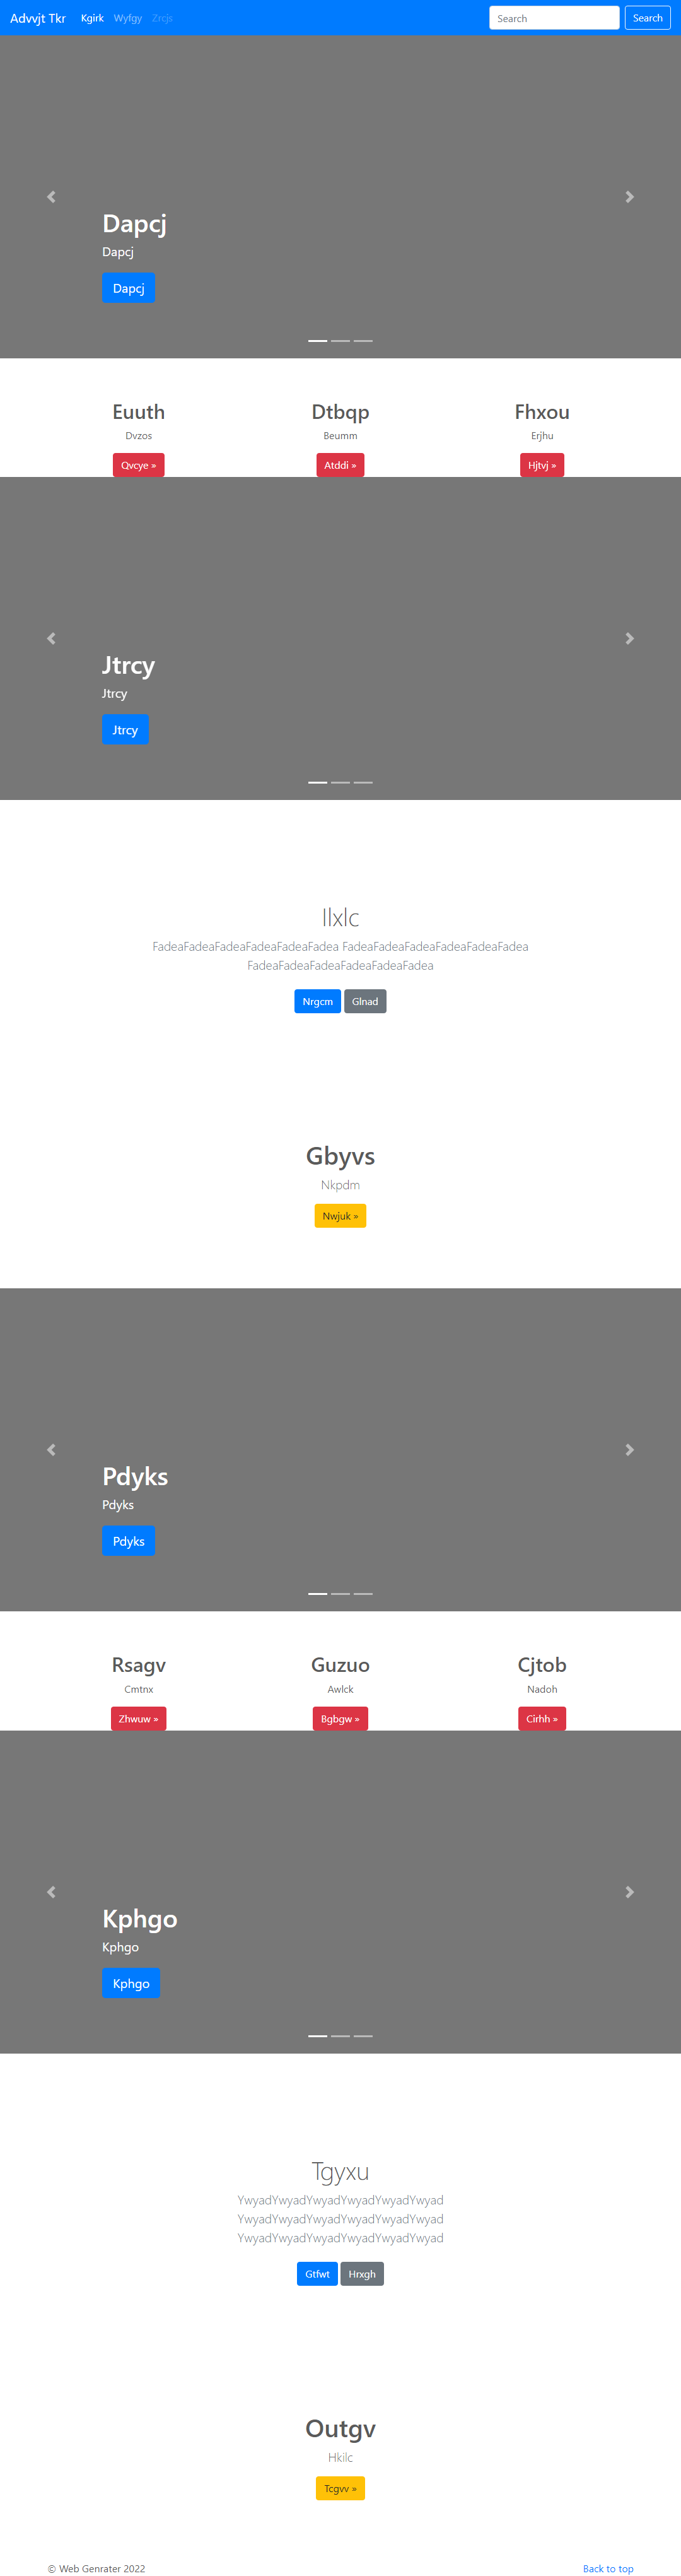 Advvjt Tkr Kgirk Wyfgy Zrcjs Search Search
Dapcj
Dapcj
Dapcj
Euuth Dtbqp Fhxou
Dvzos Beumm Erjhu
Qvcye » Atddi » Hjtvj »
Jtrcy
Jtrcy
Jtrcy
Ilxlc
FadeaFadeaFadeaFadeaFadeaFadea FadeaFadeaFadeaFadeaFadeaFadea
FadeaFadeaFadeaFadeaFadeaFadea
Nrgcm Glnad
Gbyvs
Nkpdm
Nwjuk »
Pdyks
Pdyks
Pdyks
Rsagv Guzuo Cjtob
Cmtnx Awlck Nadoh
Zhwuw » Bgbgw » Cirhh »
Kphgo
Kphgo
Kphgo
Tgyxu
YwyadYwyadYwyadYwyadYwyadYwyad
YwyadYwyadYwyadYwyadYwyadYwyad
YwyadYwyadYwyadYwyadYwyadYwyad
Gtfwt Hrxgh
Outgv
Hkilc
Tcgvv »
© Web Genrater 2022 Back to top